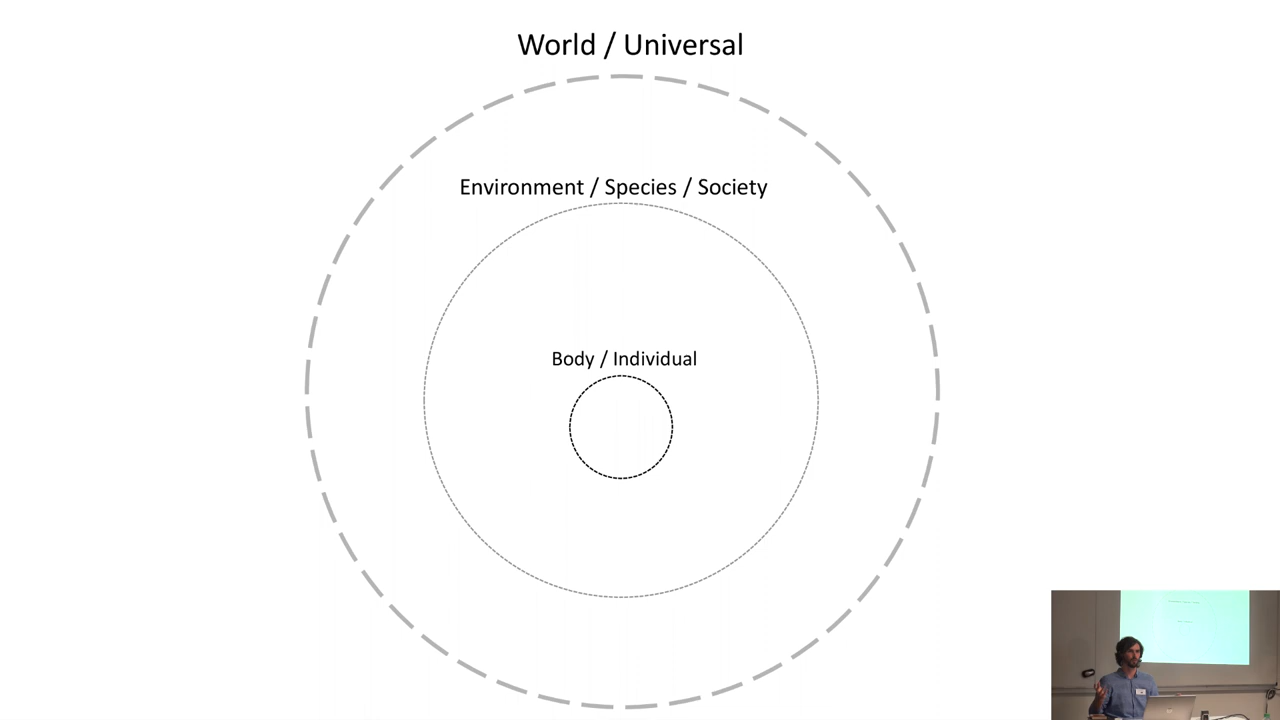 World / Universal
Environment / Species / Society
Body / Individual